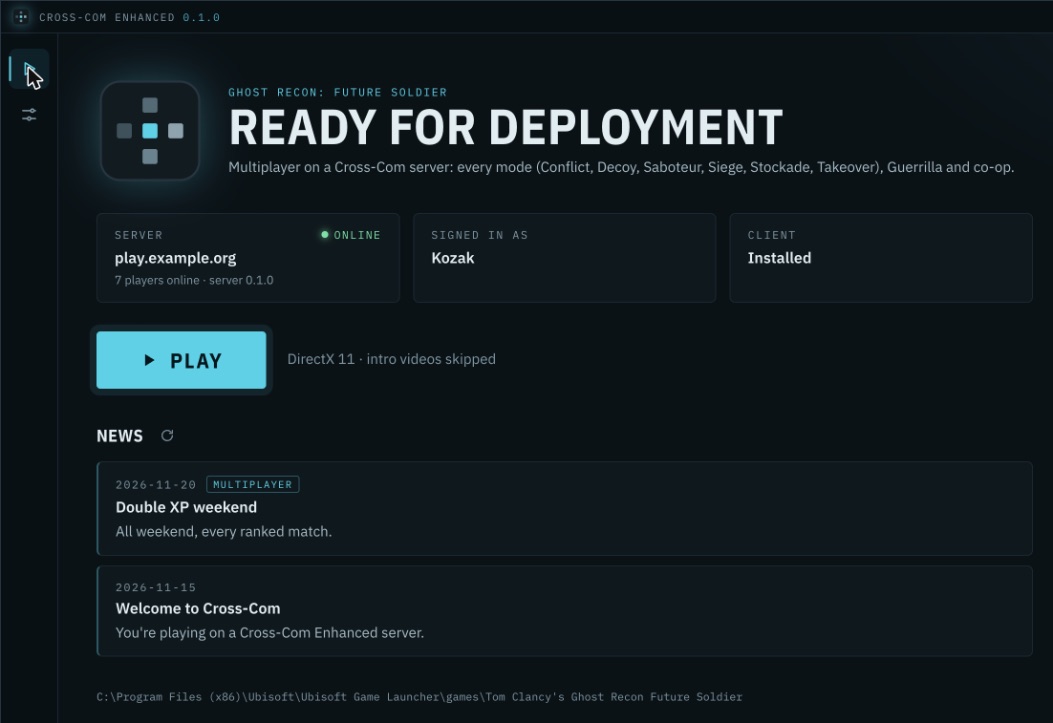 CROSS-COM ENHANCED 0.1.0
GHOST RECON: FUTURE SOLDIER
READY FOR DEPLOYMENT
Multiplayer on a Cross-Com server: every mode (Conflict, Decoy, Saboteur, Siege, Stockade, Takeover), Guerrilla and co-op.
SERVER
ONLINE
play.example.org
7 players online · server 0.1.0
SIGNED IN AS
Kozak
CLIENT
Installed
PLAY
DirectX 11 · intro videos skipped
NEWS
2026-11-20 MULTIPLAYER
Double XP weekend
All weekend, every ranked match.
2026-11-15
Welcome to Cross-Com
You're playing on a Cross-Com Enhanced server.
C:\Program Files (x86)\Ubisoft\Ubisoft Game Launcher\games\Tom Clancy's Ghost Recon Future Soldier